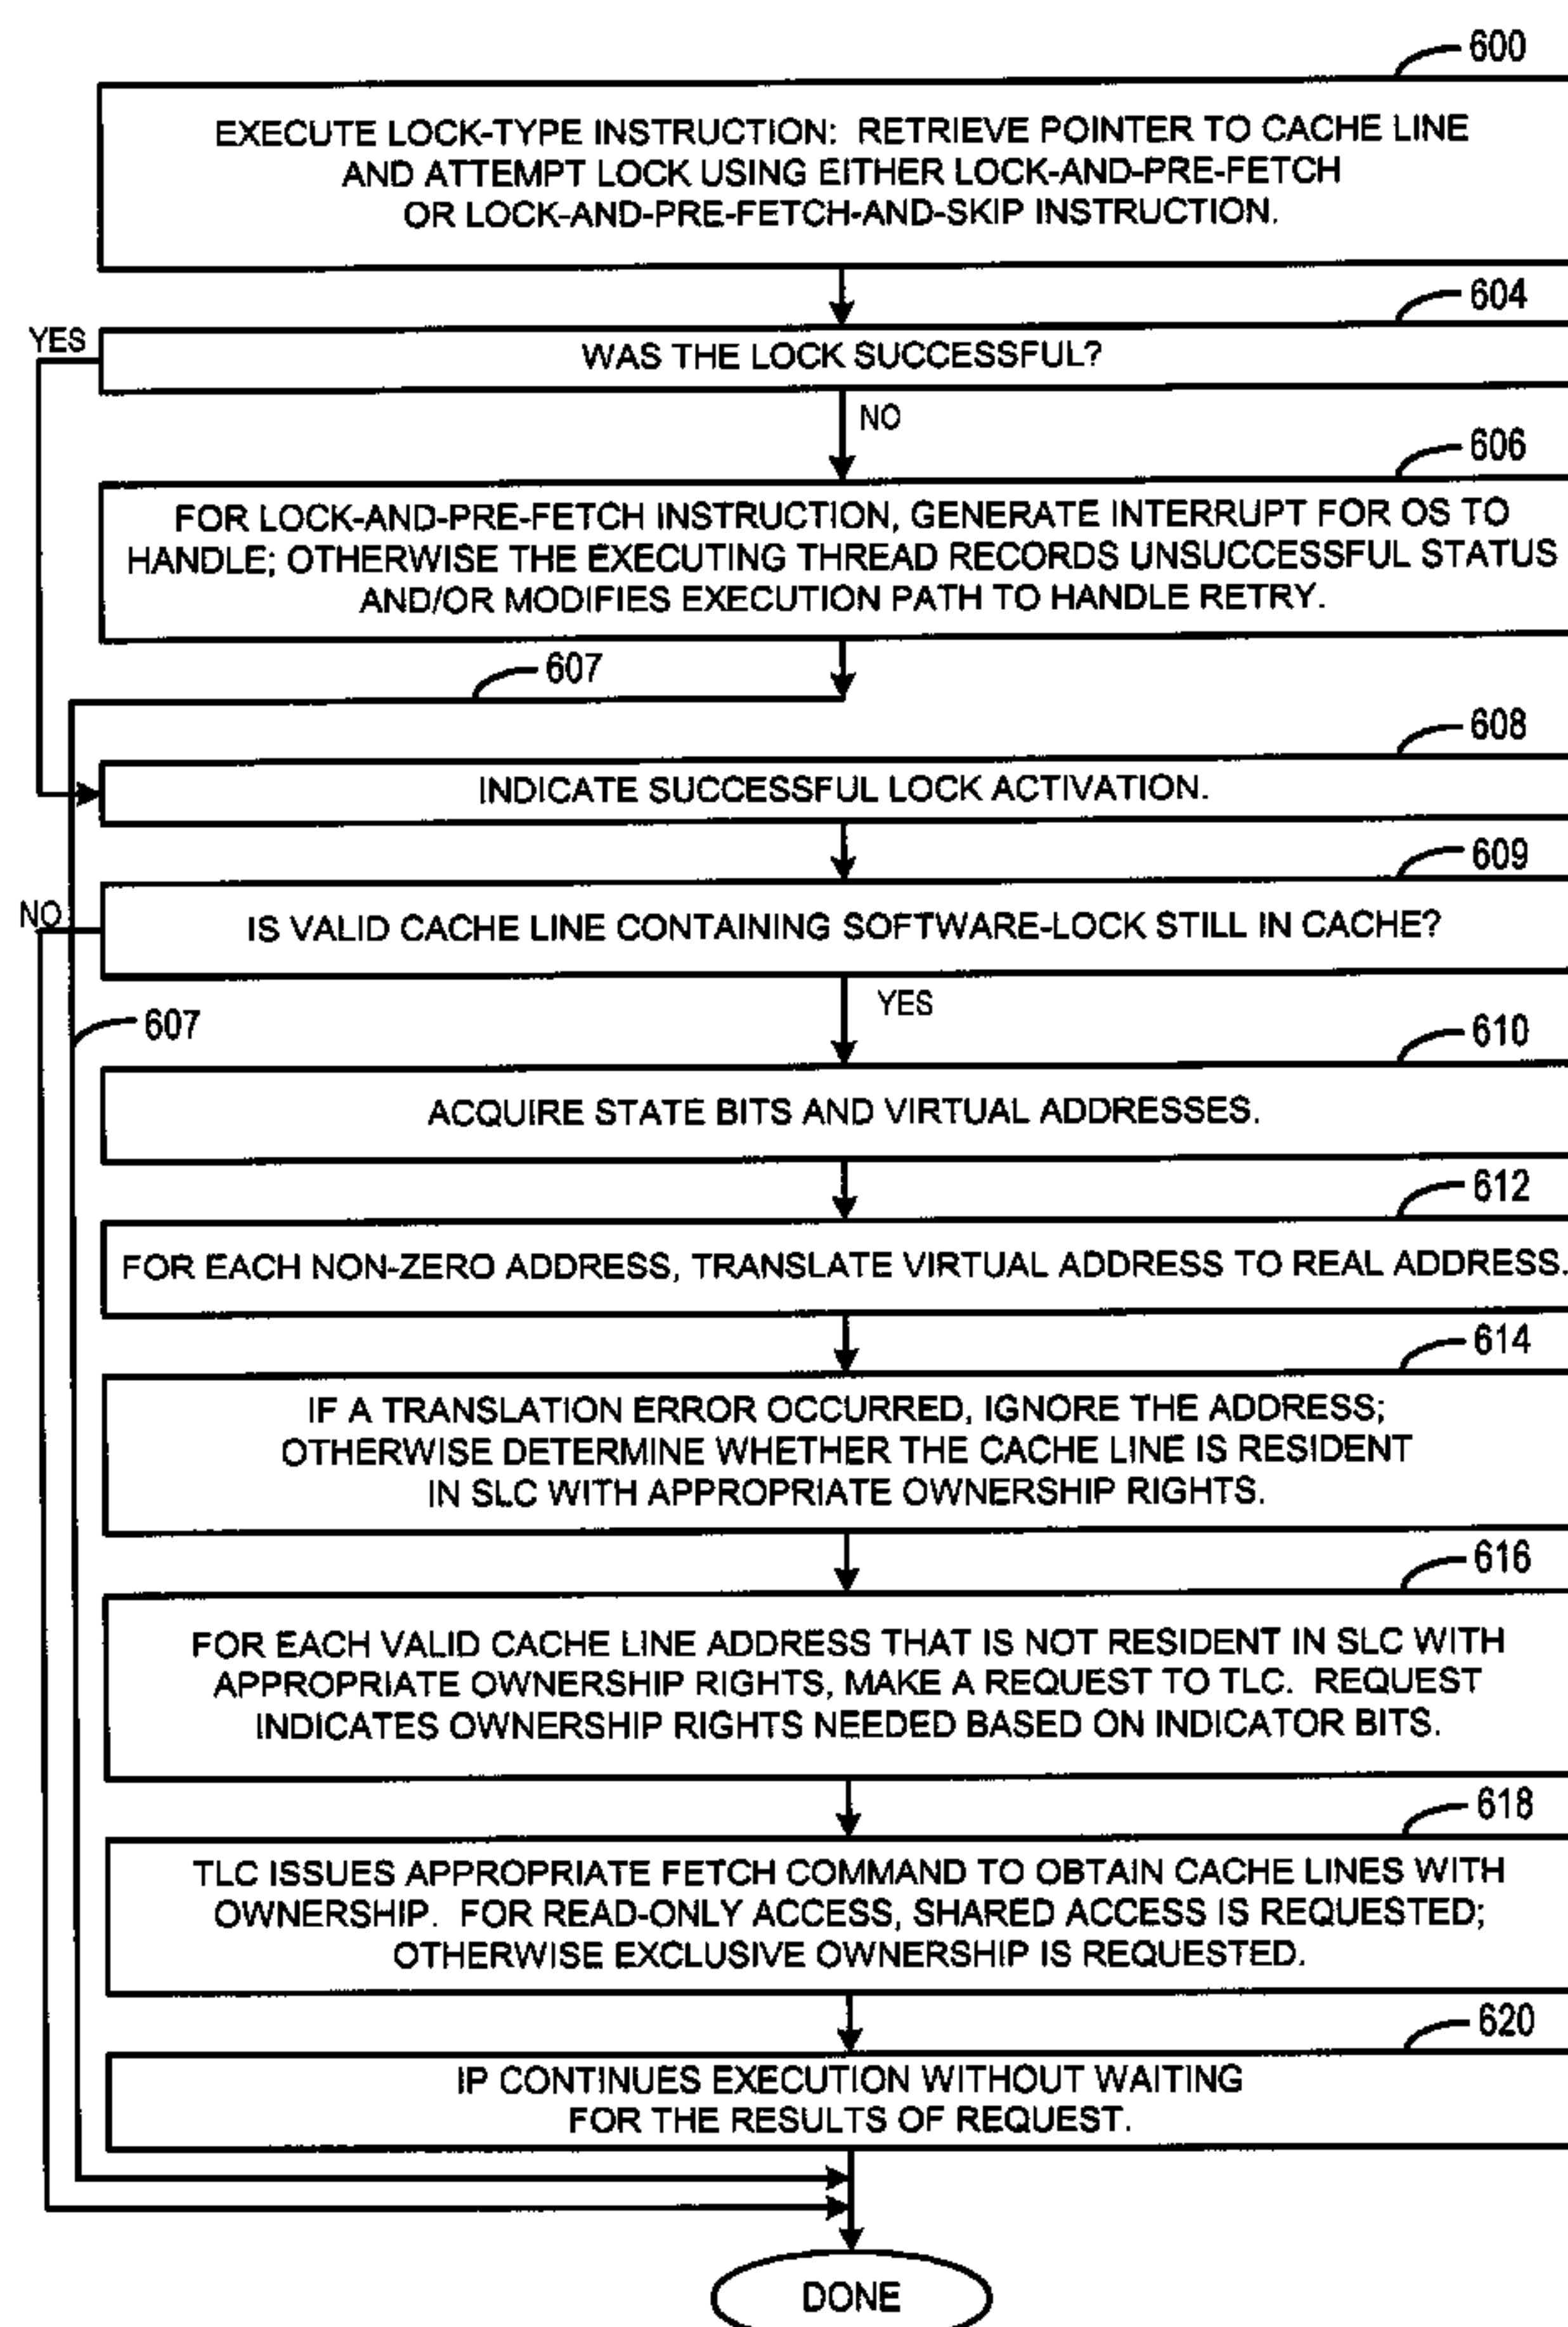 600
EXECUTE LOCK-TYPE INSTRUCTION: RETRIEVE POINTER TO CACHE LINE
AND ATTEMPT LOCK USING EITHER LOCK-AND-PRE-FETCH
OR LOCK-AND-PRE-FETCH-AND-SKIP INSTRUCTION.
604
YES
WAS THE LOCK SUCCESSFUL?
NO
606
FOR LOCK-AND-PRE-FETCH INSTRUCTION, GENERATE INTERRUPT FOR OS TO
HANDLE; OTHERWISE THE EXECUTING THREAD RECORDS UNSUCCESSFUL STATUS
AND/OR MODIFIES EXECUTION PATH TO HANDLE RETRY.
607
608
INDICATE SUCCESSFUL LOCK ACTIVATION.
609
NO
IS VALID CACHE LINE CONTAINING SOFTWARE-LOCK STILL IN CACHE?
YES
607
610
ACQUIRE STATE BITS AND VIRTUAL ADDRESSES.
612
FOR EACH NON-ZERO ADDRESS, TRANSLATE VIRTUAL ADDRESS TO REAL ADDRESS.
614
IF A TRANSLATION ERROR OCCURRED, IGNORE THE ADDRESS;
OTHERWISE DETERMINE WHETHER THE CACHE LINE IS RESIDENT
IN SLC WITH APPROPRIATE OWNERSHIP RIGHTS.
616
FOR EACH VALID CACHE LINE ADDRESS THAT IS NOT RESIDENT IN SLC WITH
APPROPRIATE OWNERSHIP RIGHTS, MAKE A REQUEST TO TLC. REQUEST
INDICATES OWNERSHIP RIGHTS NEEDED BASED ON INDICATOR BITS.
618
TLC ISSUES APPROPRIATE FETCH COMMAND TO OBTAIN CACHE LINES WITH
OWNERSHIP. FOR READ-ONLY ACCESS, SHARED ACCESS IS REQUESTED;
OTHERWISE EXCLUSIVE OWNERSHIP IS REQUESTED.
620
IP CONTINUES EXECUTION WITHOUT WAITING
FOR THE RESULTS OF REQUEST.
DONE